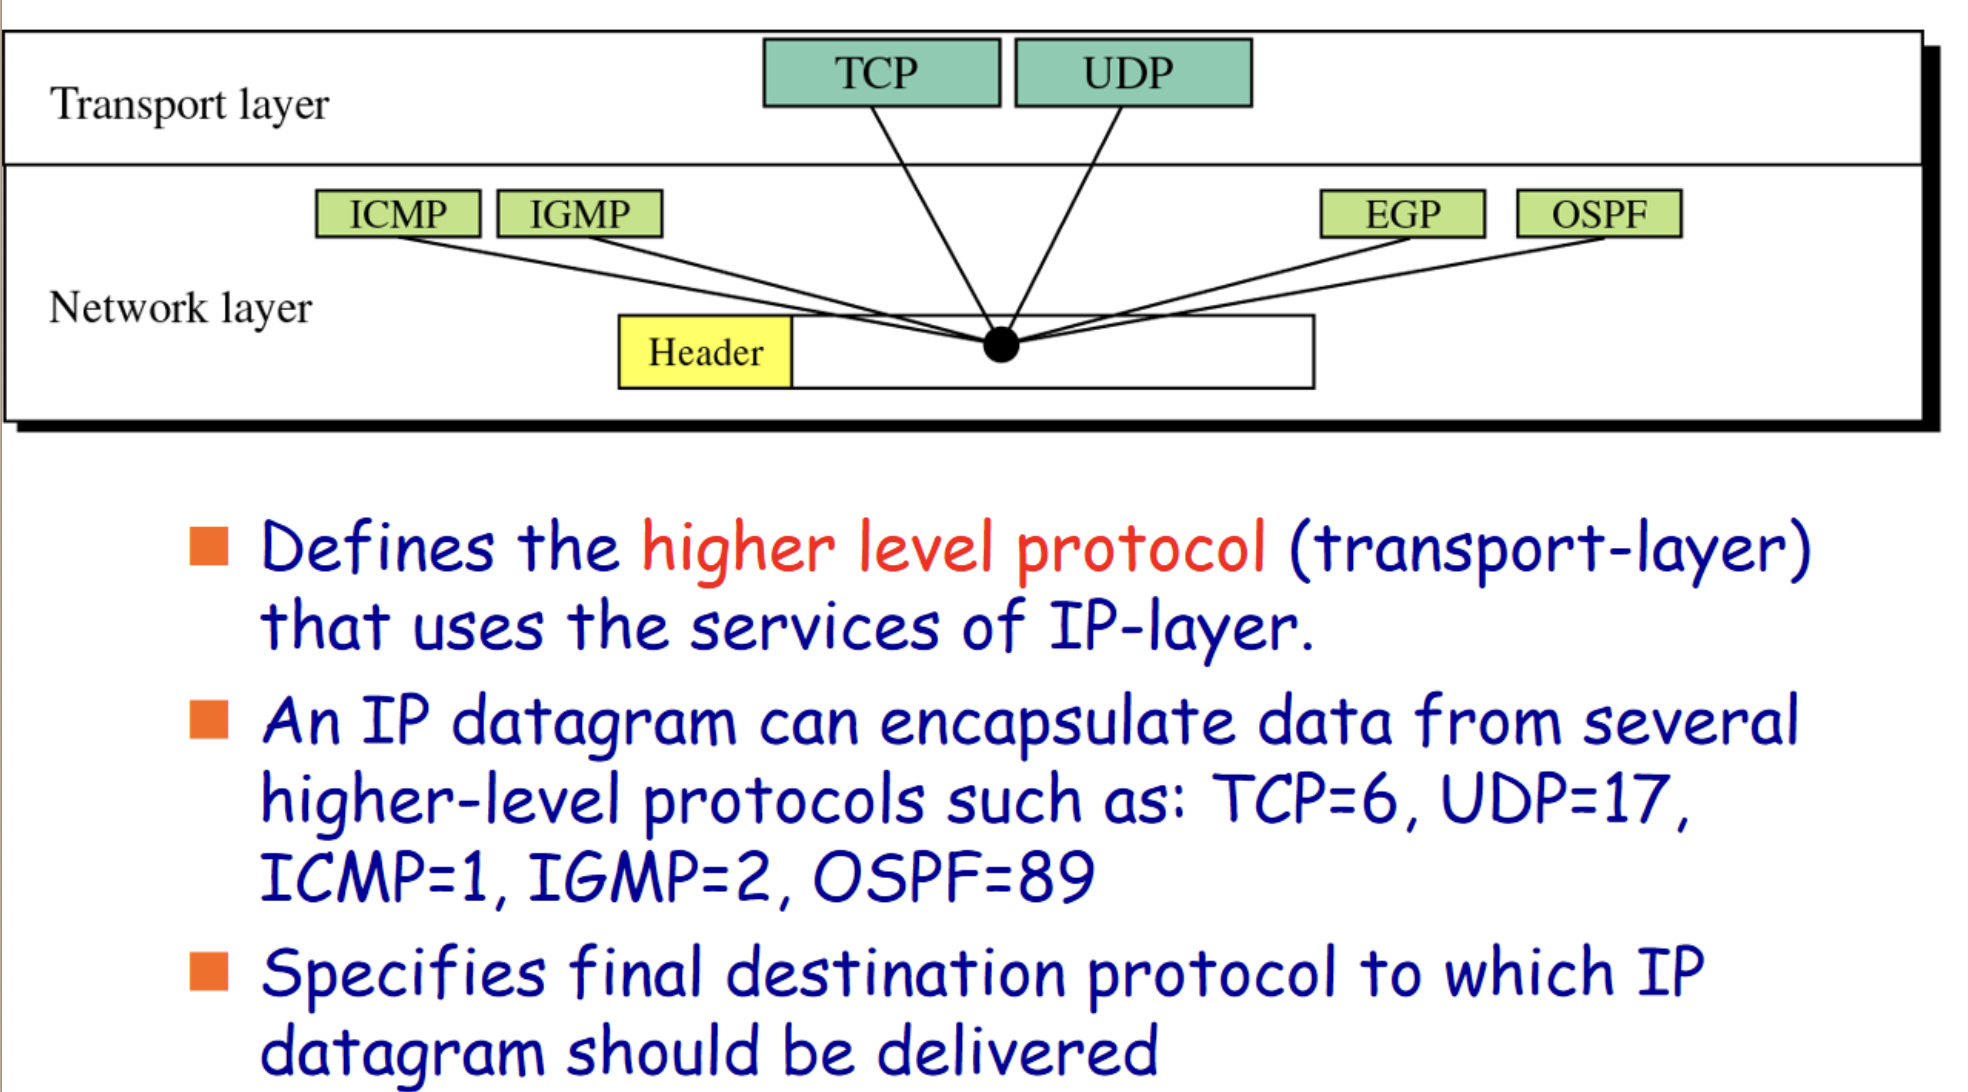 TCP UDP
Transport layer
ICMP IGMP EGP OSPF
Network layer
Header
Defines the higher level protocol (transport-layer)
that uses the services of IP-layer.
An IP datagram can encapsulate data from several
higher-level protocols such as: TCP=6, UDP=17,
ICMP=1, IGMP=2, OSPF=89
Specifies final destination protocol to which IP
datagram should be delivered